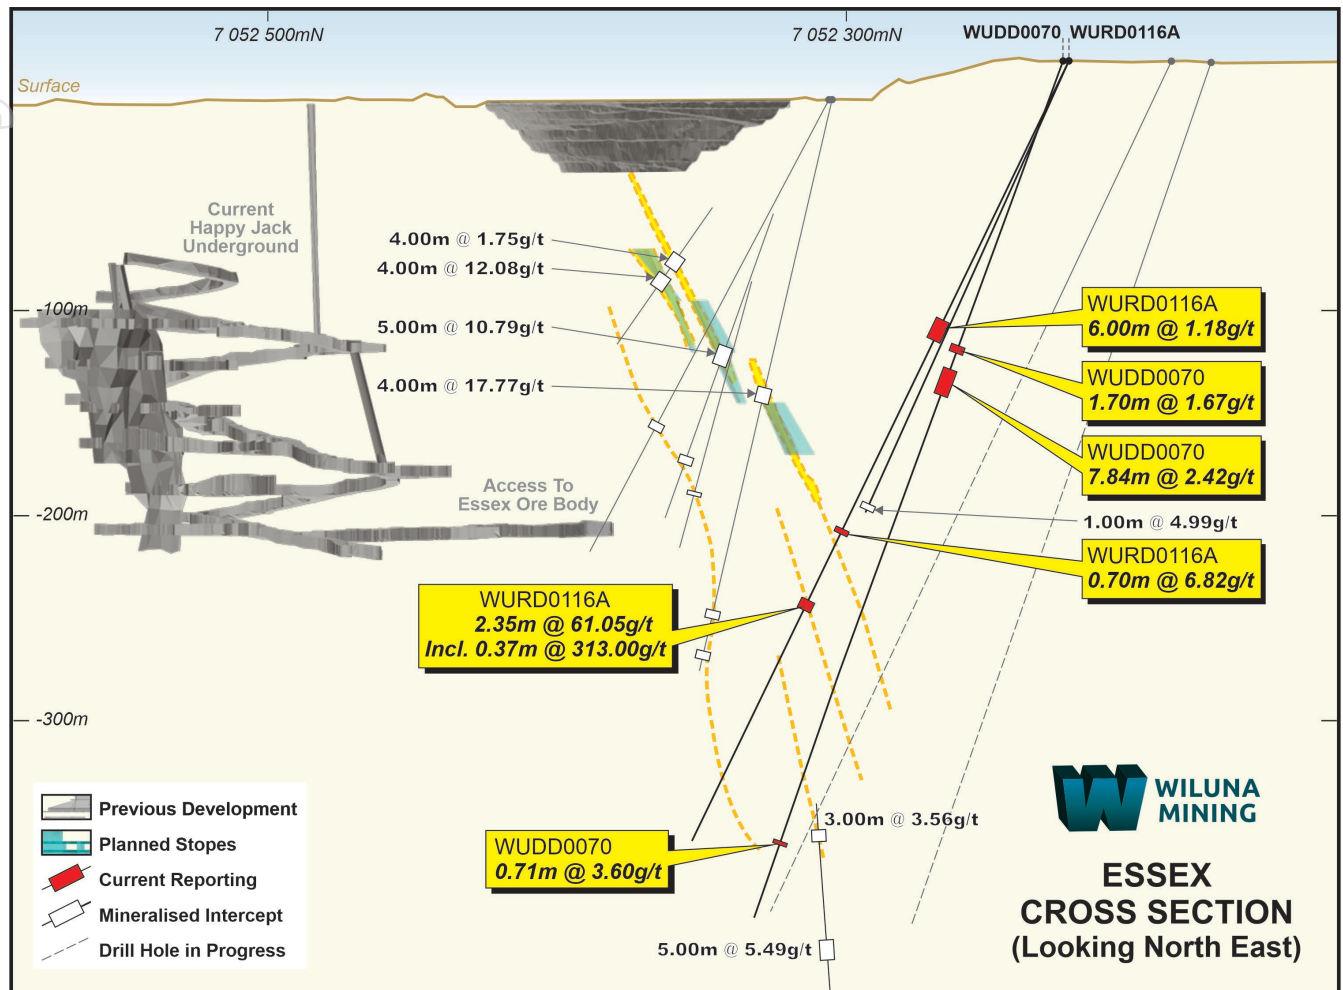 7 052 500mN
7 052 300mN
WUDD0070 WURD0116A
Surface
Current
Happy Jack
Underground
4.00m @ 1.75g/t
4.00m @ 12.08g/t
5.00m @ 10.79g/t
4.00m @ 17.77g/t
-100m
-200m
-300m
Access To
Essex Ore Body
WURD0116A
6.00m @ 1.18g/t
WUDD0070
1.70m @ 1.67g/t
WUDD0070
7.84m @ 2.42g/t
1.00m @ 4.99g/t
WURD0116A
0.70m @ 6.82g/t
WURD0116A
2.35m @ 61.05g/t
Incl. 0.37m @ 313.00g/t
WUDD0070
0.71m @ 3.60g/t
3.00m @ 3.56g/t
5.00m @ 5.49g/t
Previous Development
Planned Stopes
Current Reporting
Mineralised Intercept
Drill Hole in Progress
W WILUNA
MINING
ESSEX
CROSS SECTION
(Looking North East)